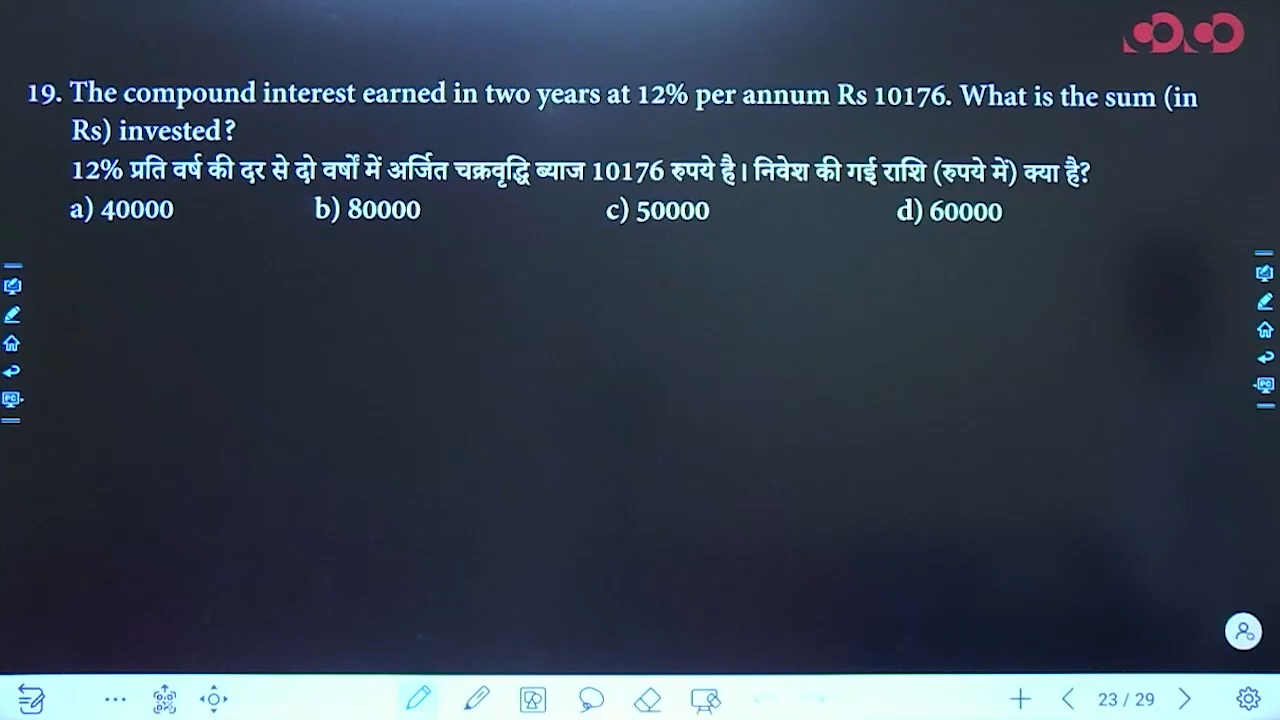 19. The compound interest earned in two years at 12% per annum Rs 10176. What is the sum (in
Rs) invested?
12% प्रति वर्ष की दर से दो वर्षों में अर्जित चक्रवृद्धि ब्याज 10176 रुपये है। निवेश की गई राशि (रुपये में) क्या है?
a) 40000 b) 80000 c) 50000 d) 60000
PC PC
23 / 29